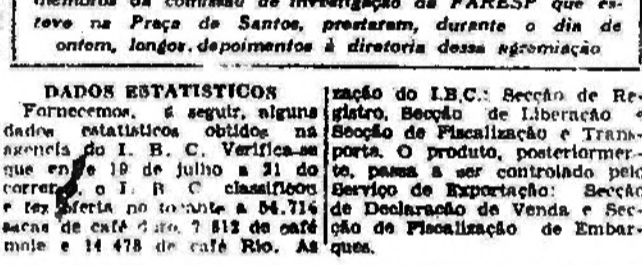 membros da comissão de investigação da FARESP que es-
teve na Praça de Santos, prestaram, durante o dia de
ontem, longos, depoimentos à diretoria dessa agremiação
DADOS ESTATISTICOS
Fornecemos, a seguir, alguns
dados estatisticos obtidos na
agencia do I. B. C. Verifica-se
que entre 19 de julho a 21 do
corrente, o I. B. C. classificou
e fez oferta no tocante a 54.716
sacas de café duro, 7 812 de café
mole e 14 478 de café Rio. As
zação do I.B.C.: Secção de Re-
gistro, Secção de Liberação
Secção de Fiscalização e Trans-
porte. O produto, posteriormen-
te, passa a ser controlado pelo
Serviço de Exportação: Secção
de Declaração de Venda e Sec-
ção de Fiscalização de Embar-
ques.